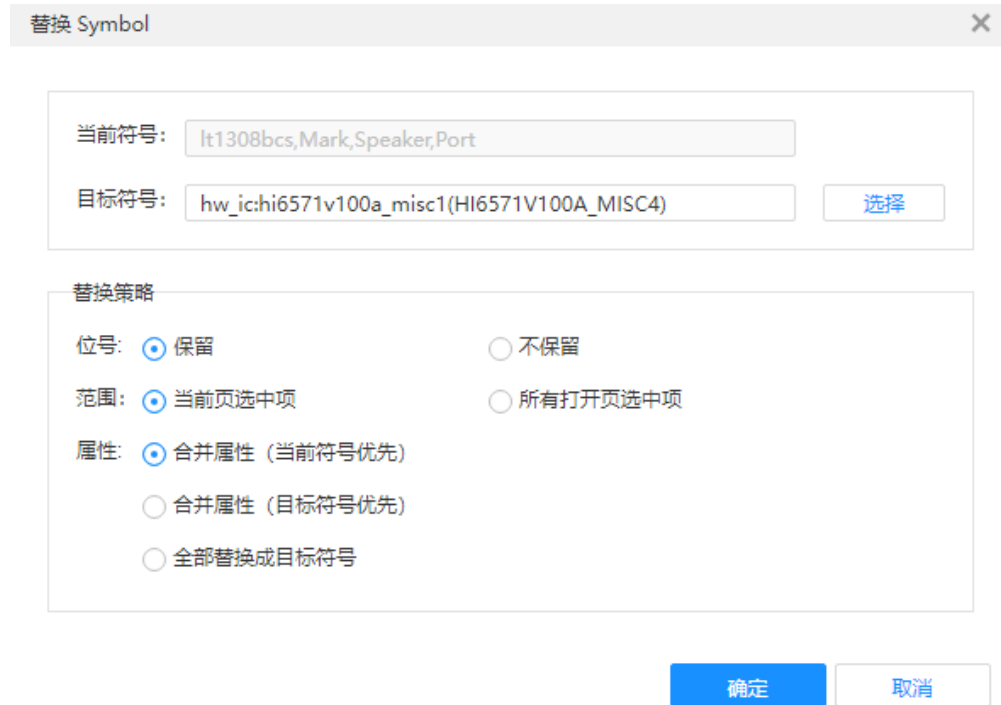 替换 Symbol
当前符号： lt1308bcs,Mark,Speaker,Port
目标符号： hw_ic:hi6571v100a_misc1(HI6571V100A_MISC4) 选择
替换策略
位号: 保留 不保留
范围： 当前页选中项 所有打开页选中项
属性: 合并属性（当前符号优先）
合并属性（目标符号优先）
全部替换成目标符号
确定 取消